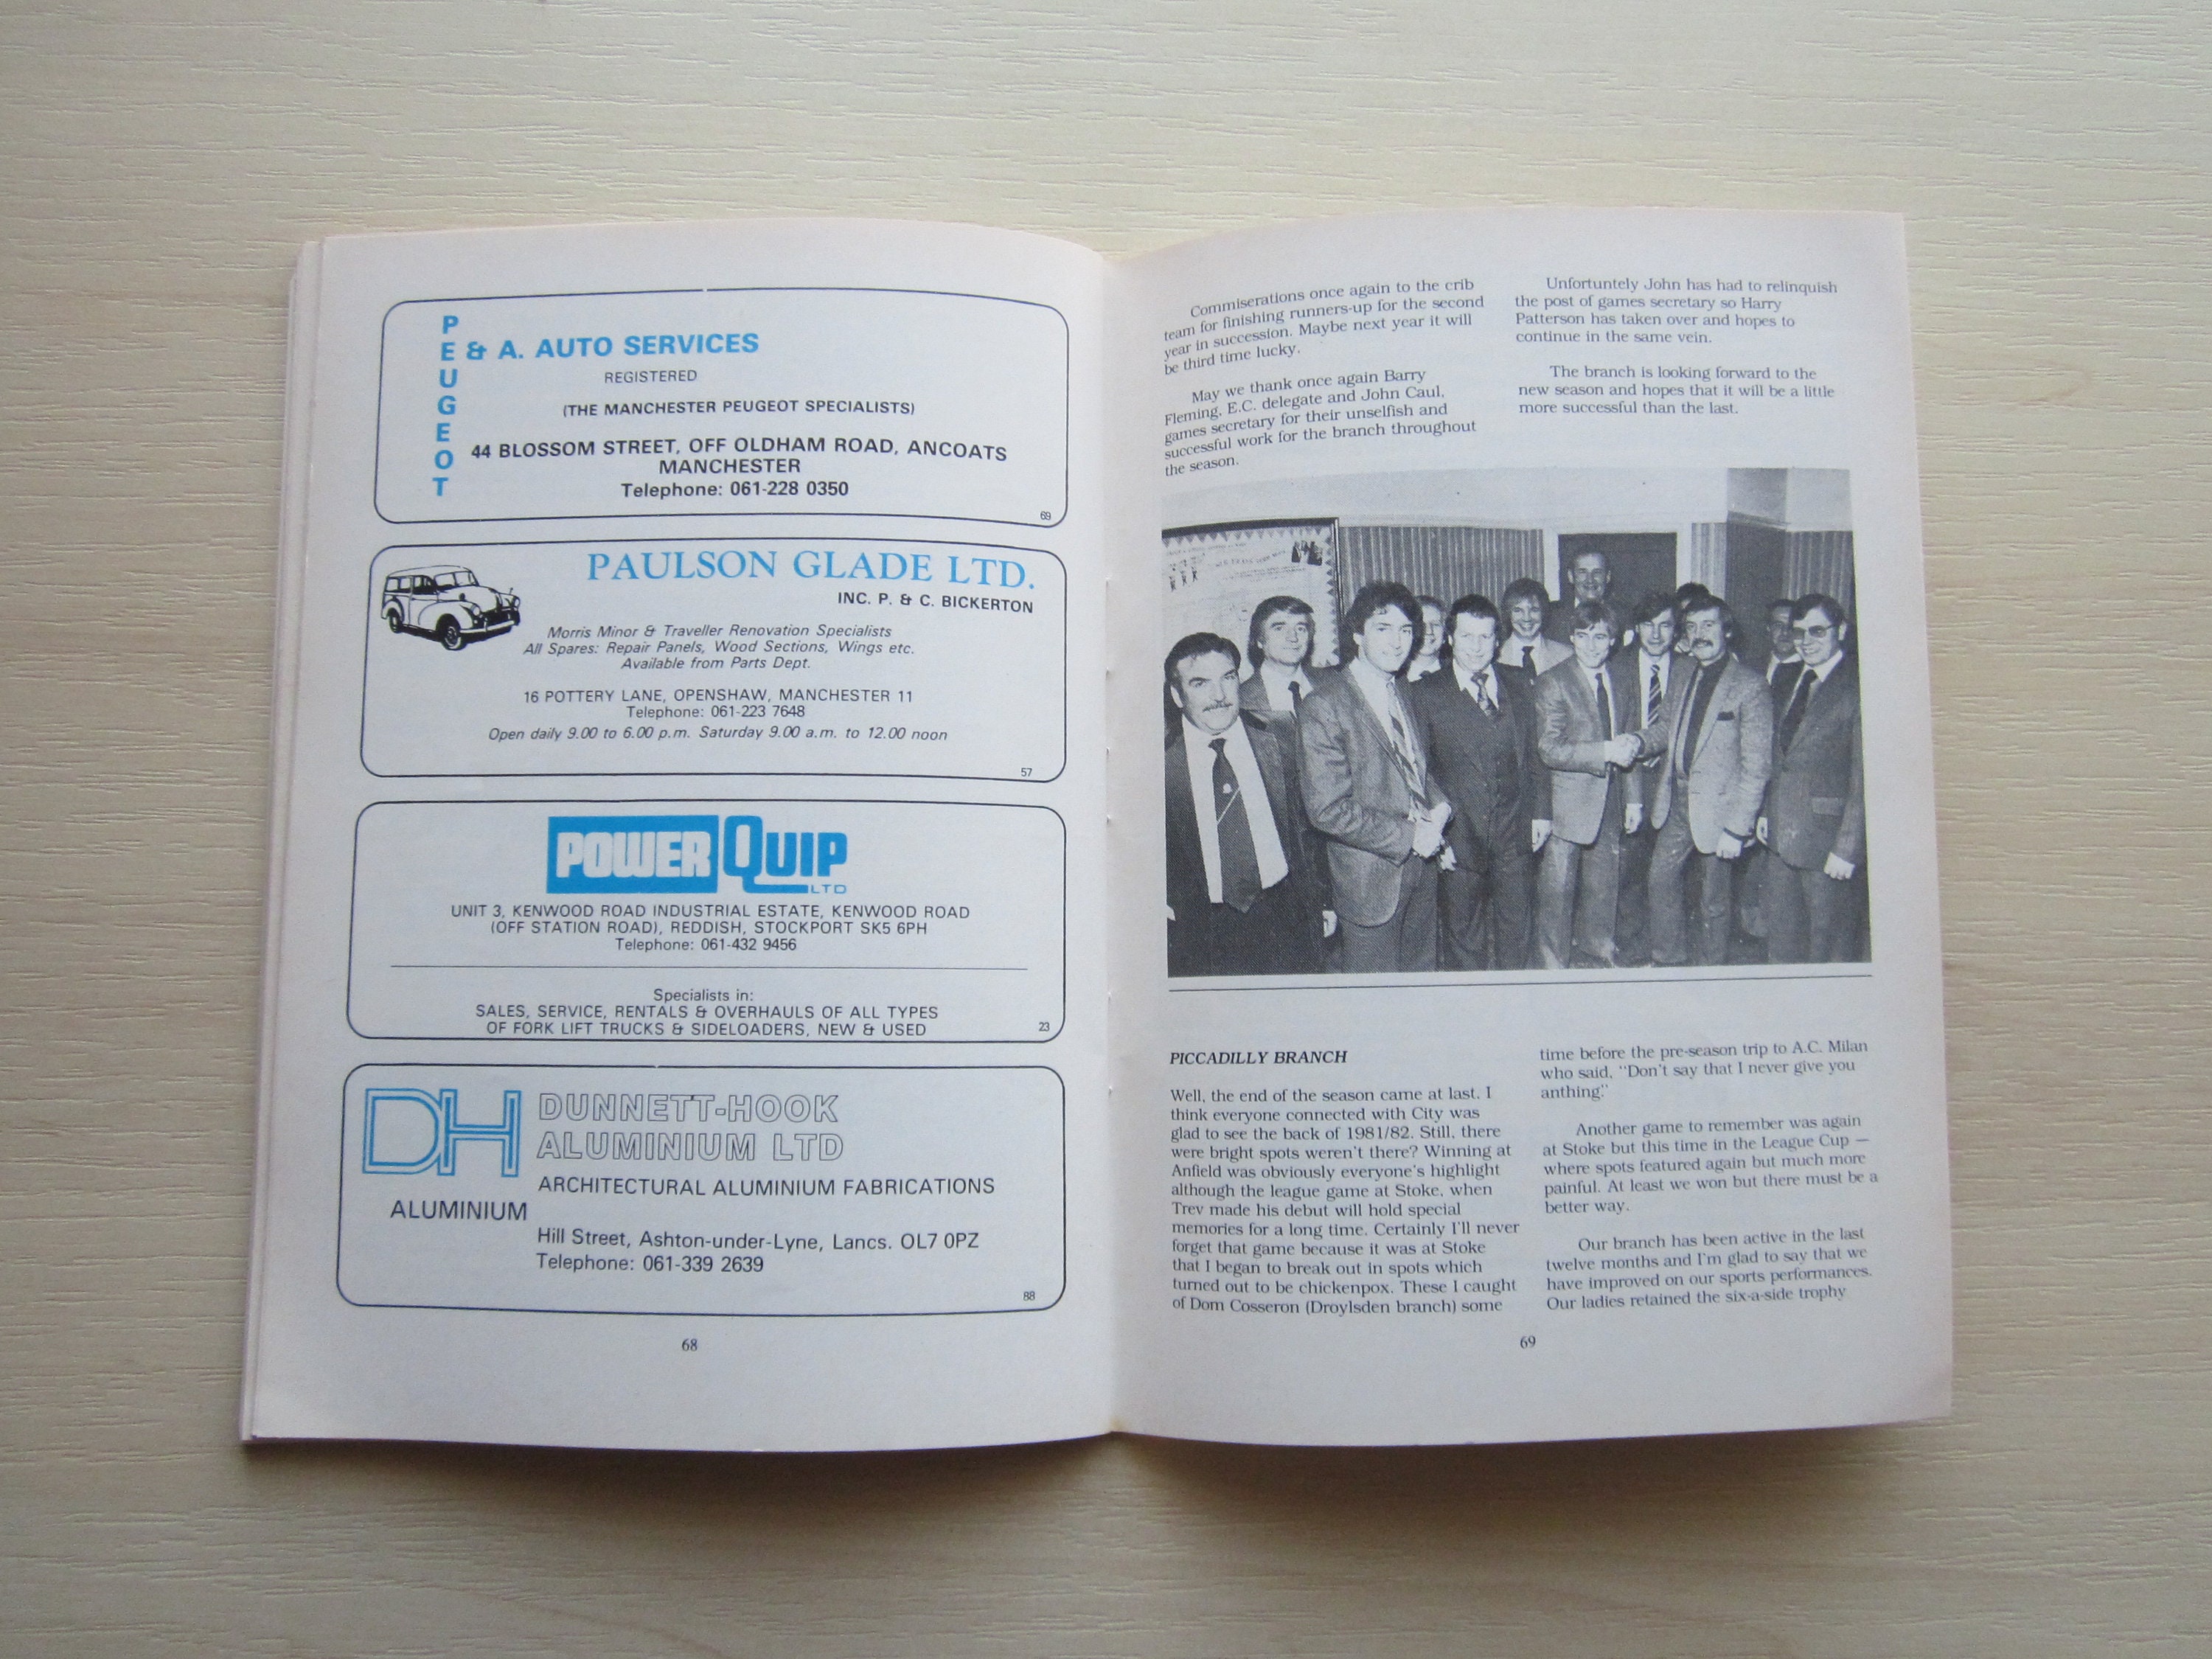 P
E
U
G
E
O
T
& A. AUTO SERVICES
REGISTERED
(THE MANCHESTER PEUGEOT SPECIALISTS)
44 BLOSSOM STREET, OFF OLDHAM ROAD, ANCOATS
MANCHESTER
Telephone: 061-228 0350
69
PAULSON GLADE LTD.
INC. P. & C. BICKERTON
Morris Minor & Traveller Renovation Specialists
All Spares: Repair Panels, Wood Sections, Wings etc.
Available from Parts Dept.
16 POTTERY LANE, OPENSHAW, MANCHESTER 11
Telephone: 061-223 7648
Open daily 9.00 to 6.00 p.m. Saturday 9.00 a.m. to 12.00 noon
57
POWER QUIP
LTD
UNIT 3, KENWOOD ROAD INDUSTRIAL ESTATE, KENWOOD ROAD
(OFF STATION ROAD), REDDISH, STOCKPORT SK5 6PH
Telephone: 061-432 9456
Specialists in:
SALES, SERVICE, RENTALS & OVERHAULS OF ALL TYPES
OF FORK LIFT TRUCKS & SIDELOADERS, NEW & USED
23
DH
ALUMINIUM
DUNNETT-HOOK
ALUMINIUM LTD
ARCHITECTURAL ALUMINIUM FABRICATIONS
Hill Street, Ashton-under-Lyne, Lancs. OL7 0PZ
Telephone: 061-339 2639
88
68
Commiserations once again to the crib
team for finishing runners-up for the second
year in succession. Maybe next year it will
be third time lucky.
May we thank once again Barry
Fleming, E.C. delegate and John Caul,
games secretary for their unselfish and
successful work for the branch throughout
the season.
Unfortuntely John has had to relinquish
the post of games secretary so Harry
Patterson has taken over and hopes to
continue in the same vein.
The branch is looking forward to the
new season and hopes that it will be a little
more successful than the last.
PICCADILLY BRANCH
Well, the end of the season came at last. I
think everyone connected with City was
glad to see the back of 1981/82. Still, there
were bright spots weren't there? Winning at
Anfield was obviously everyone's highlight
although the league game at Stoke, when
Trev made his debut will hold special
memories for a long time. Certainly I'll never
forget that game because it was at Stoke
that I began to break out in spots which
turned out to be chickenpox. These I caught
of Dom Cosseron (Droylsden branch) some
time before the pre-season trip to A.C. Milan
who said, "Don't say that I never give you
anthing."
Another game to remember was again
at Stoke but this time in the League Cup —
where spots featured again but much more
painful. At least we won but there must be a
better way.
Our branch has been active in the last
twelve months and I'm glad to say that we
have improved on our sports performances.
Our ladies retained the six-a-side trophy
69